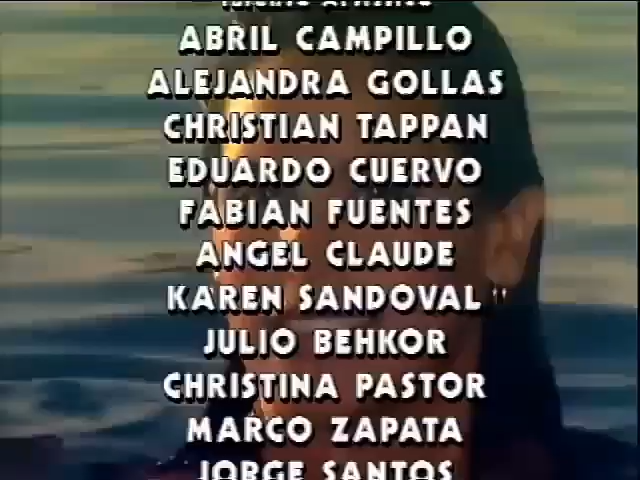 ABRIL CAMPILLO
ALEJANDRA GOLLAS
CHRISTIAN TAPPAN
EDUARDO CUERVO
FABIAN FUENTES
ANGEL CLAUDE
KAREN SANDOVAL
JULIO BEHKOR
CHRISTINA PASTOR
MARCO ZAPATA
JORGE SANTOS